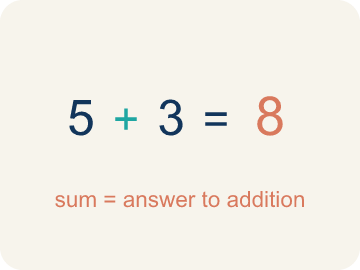 5 + 3 = 8
sum = answer to addition